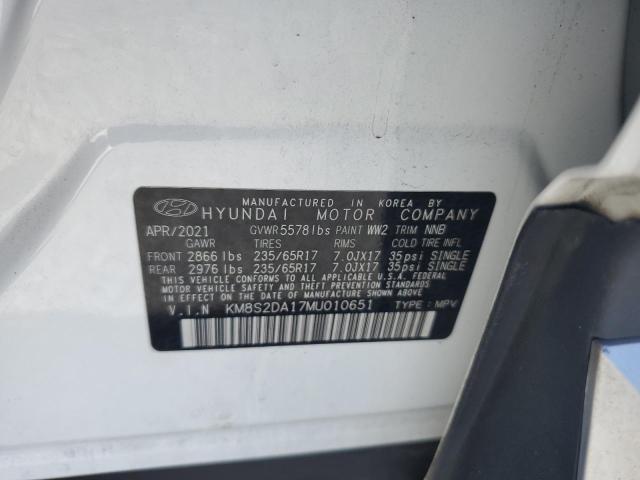 MANUFACTURED IN KOREA BY
HYUNDAI MOTOR COMPANY
APR/2021 GVWR 5578 lbs PAINT WW2 TRIM NNB
GAWR TIRES RIMS COLD TIRE INFL
FRONT 2866 lbs 235/65R17 7.0JX17 35psi SINGLE
REAR 2976 lbs 235/65R17 7.0JX17 35psi SINGLE
THIS VEHICLE CONFORMS TO ALL APPLICABLE FEDERAL
MOTOR VEHICLE SAFETY, BUMPER, AND THEFT PREVENTION STANDARDS
IN EFFECT ON THE DATE OF MANUFACTURE SHOWN ABOVE
V.I.N KM8S2DA17MU010651 TYPE : MPV